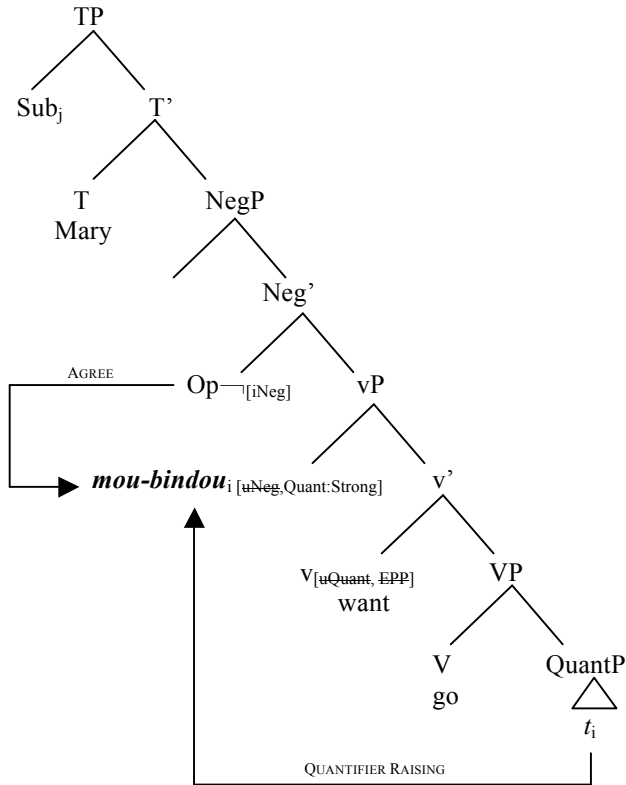 TP
Subj T’
T NegP
Mary
Neg’
AGREE Op¬[iNeg] vP
mou-bindoui [uNeg,Quant:Strong] v’
v[uQuant, EPP] VP
want
V QuantP
go
ti
QUANTIFIER RAISING